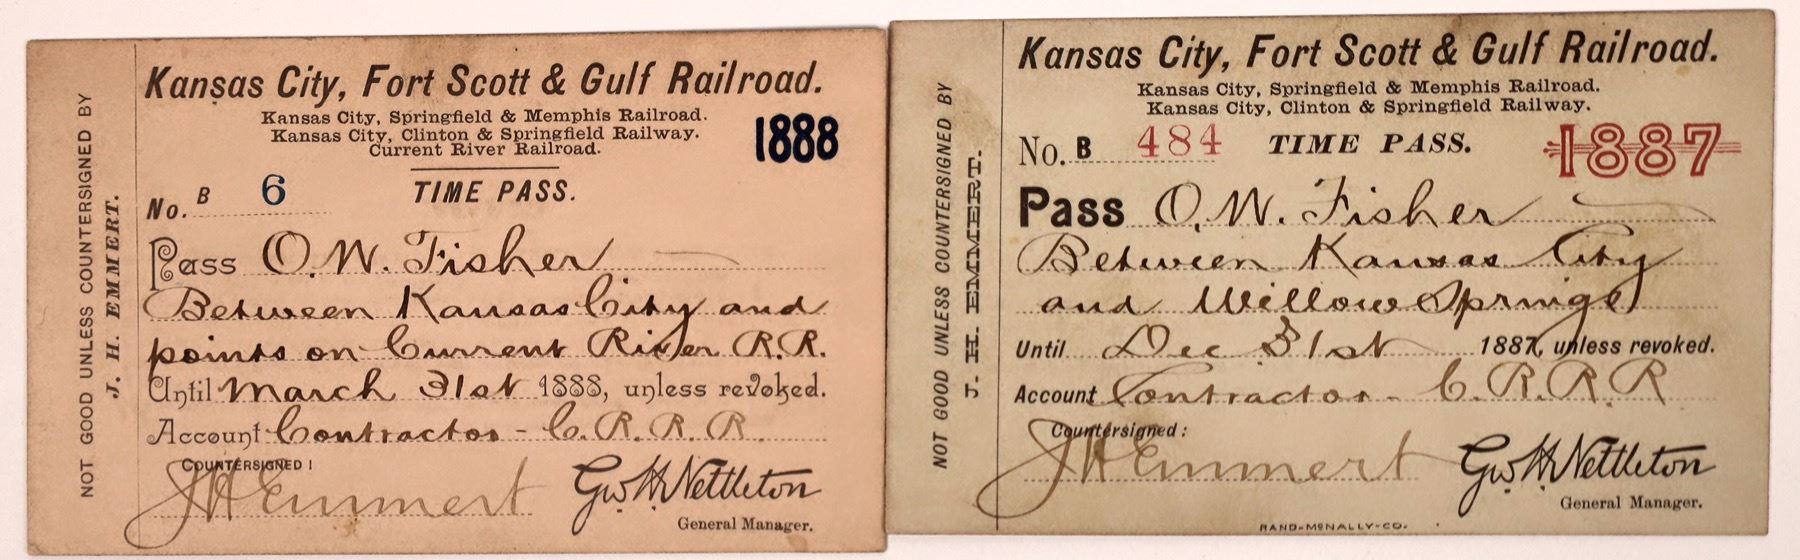 NOT GOOD UNLESS COUNTERSIGNED BY
J. H. EMMERT.
Kansas City, Fort Scott & Gulf Railroad.
Kansas City, Springfield & Memphis Railroad.
Kansas City, Clinton & Springfield Railway.
Current River Railroad.
1888
No. B 6 TIME PASS.
Pass O. W. Fisher
Between Kansas City and
points on Current River R.R.
Until March 31st 1888, unless revoked.
Account Contractor - C. R. R. R.
COUNTERSIGNED!
JHEmmert
Geo. H. Nettleton
General Manager.
NOT GOOD UNLESS COUNTERSIGNED BY
J. H. EMMERT.
Kansas City, Fort Scott & Gulf Railroad.
Kansas City, Springfield & Memphis Railroad.
Kansas City, Clinton & Springfield Railway.
No. B 484 TIME PASS. 1887
Pass O. W. Fisher
Between Kansas City
and Willow Springs
Until Dec 31st 1887, unless revoked.
Account Contractor - C. R. R. R
Countersigned:
JHEmmert
Geo. H. Nettleton
General Manager.
RAND-McNALLY-CO.